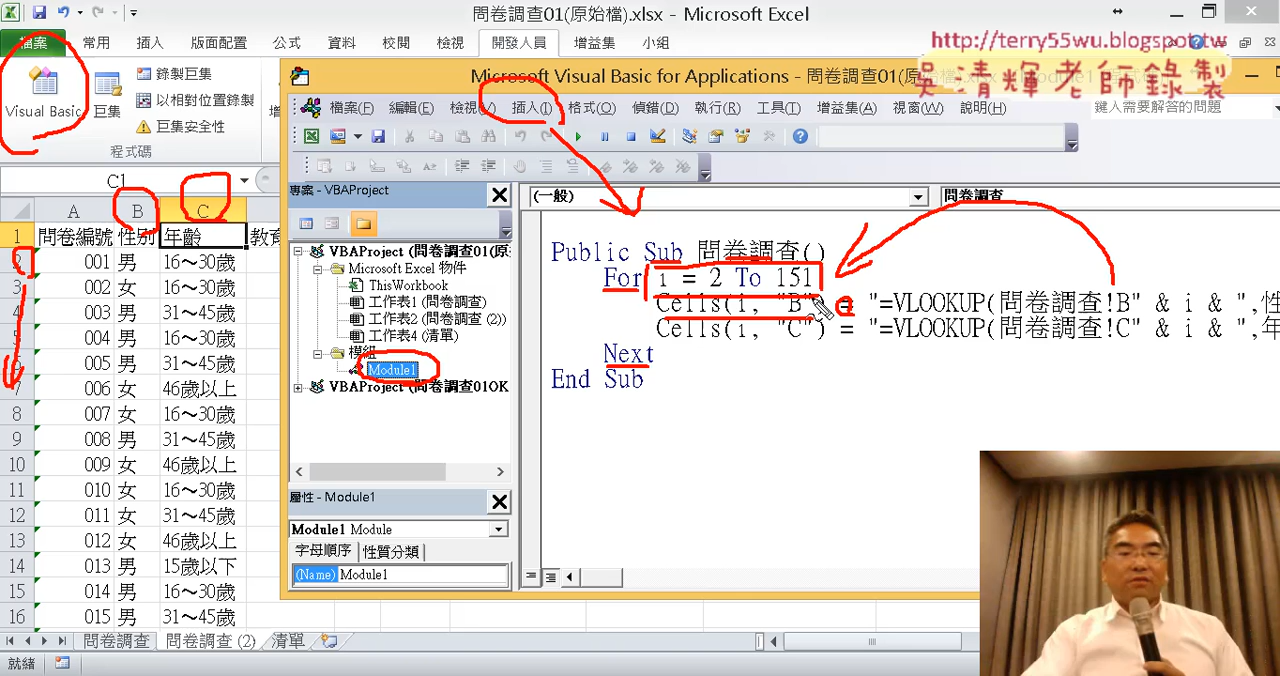 問卷調查01(原始檔).xlsx - Microsoft Excel
檔案 常用 插入 版面配置 公式 資料 校閱 檢視 開發人員 增益集 小組
http://terry55wu.blogspot.tw
吳清輝老師錄製
Visual Basic 巨集 錄製巨集
以相對位置錄製
巨集安全性
程式碼
Microsoft Visual Basic for Applications - 問卷調查01(原
檔案(F) 編輯(E) 檢視(V) 插入(I) 格式(O) 偵錯(D) 執行(R) 工具(T) 增益集(A) 視窗(W) 說明(H) 鍵入需要解答的問題
C1
專案 - VBAProject
(一般) 問卷調查
A B C
1 問卷編號 性別 年齡 教育
2 001 男 16～30歲
3 002 女 16～30歲
4 003 男 31～45歲
5 004 男 16～30歲
6 005 男 31～45歲
7 006 女 46歲以上
8 007 女 16～30歲
9 008 男 31～45歲
10 009 女 46歲以上
11 010 女 16～30歲
12 011 女 31～45歲
13 012 女 46歲以上
14 013 男 15歲以下
15 014 男 16～30歲
16 015 男 31～45歲
VBAProject (問卷調查01(原
Microsoft Excel 物件
ThisWorkbook
工作表1 (問卷調查)
工作表2 (問卷調查 (2))
工作表4 (清單)
模組
Module1
VBAProject (問卷調查01OK
屬性 - Module1
Module1 Module
字母順序 性質分類
(Name) Module1
Public Sub 問卷調查()
For i = 2 To 151
Cells(i, "B") = "=VLOOKUP(問卷調查!B" & i & ",性
Cells(i, "C") = "=VLOOKUP(問卷調查!C" & i & ",年
Next
End Sub
問卷調查 問卷調查 (2) 清單
就緒